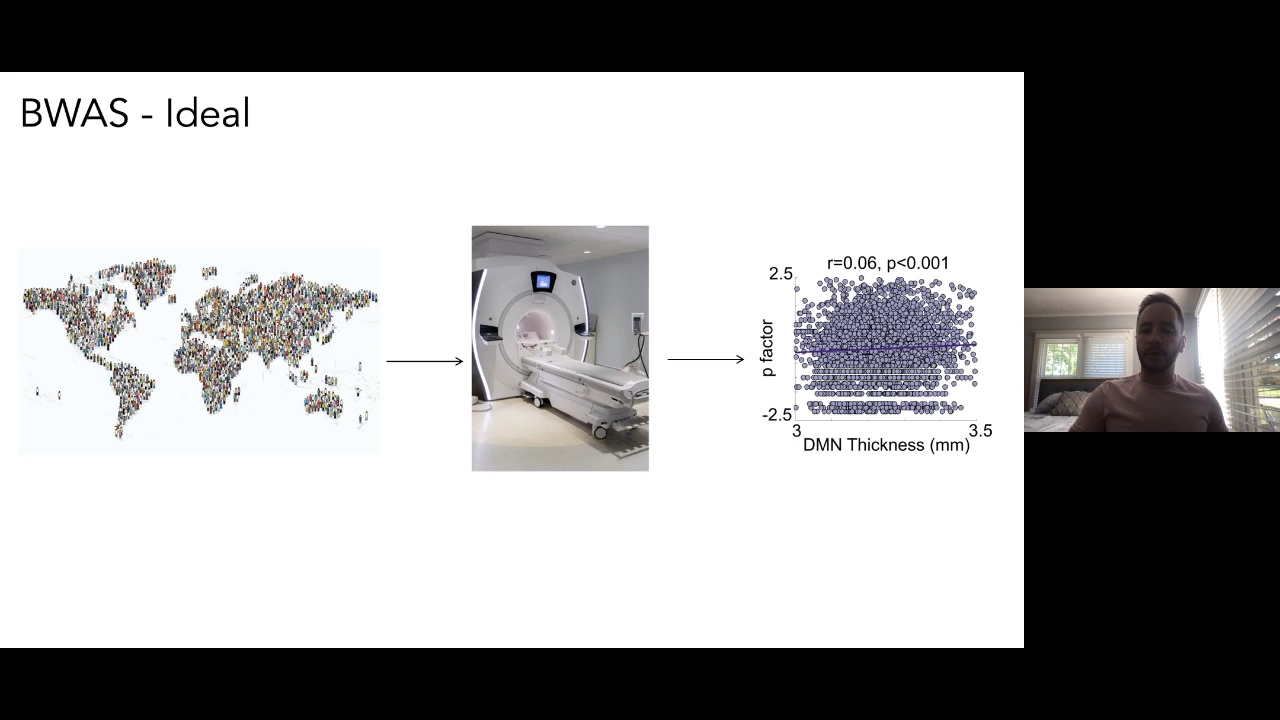 BWAS - Ideal
r=0.06, p<0.001
2.5
p factor
-2.5
3
3.5
DMN Thickness (mm)